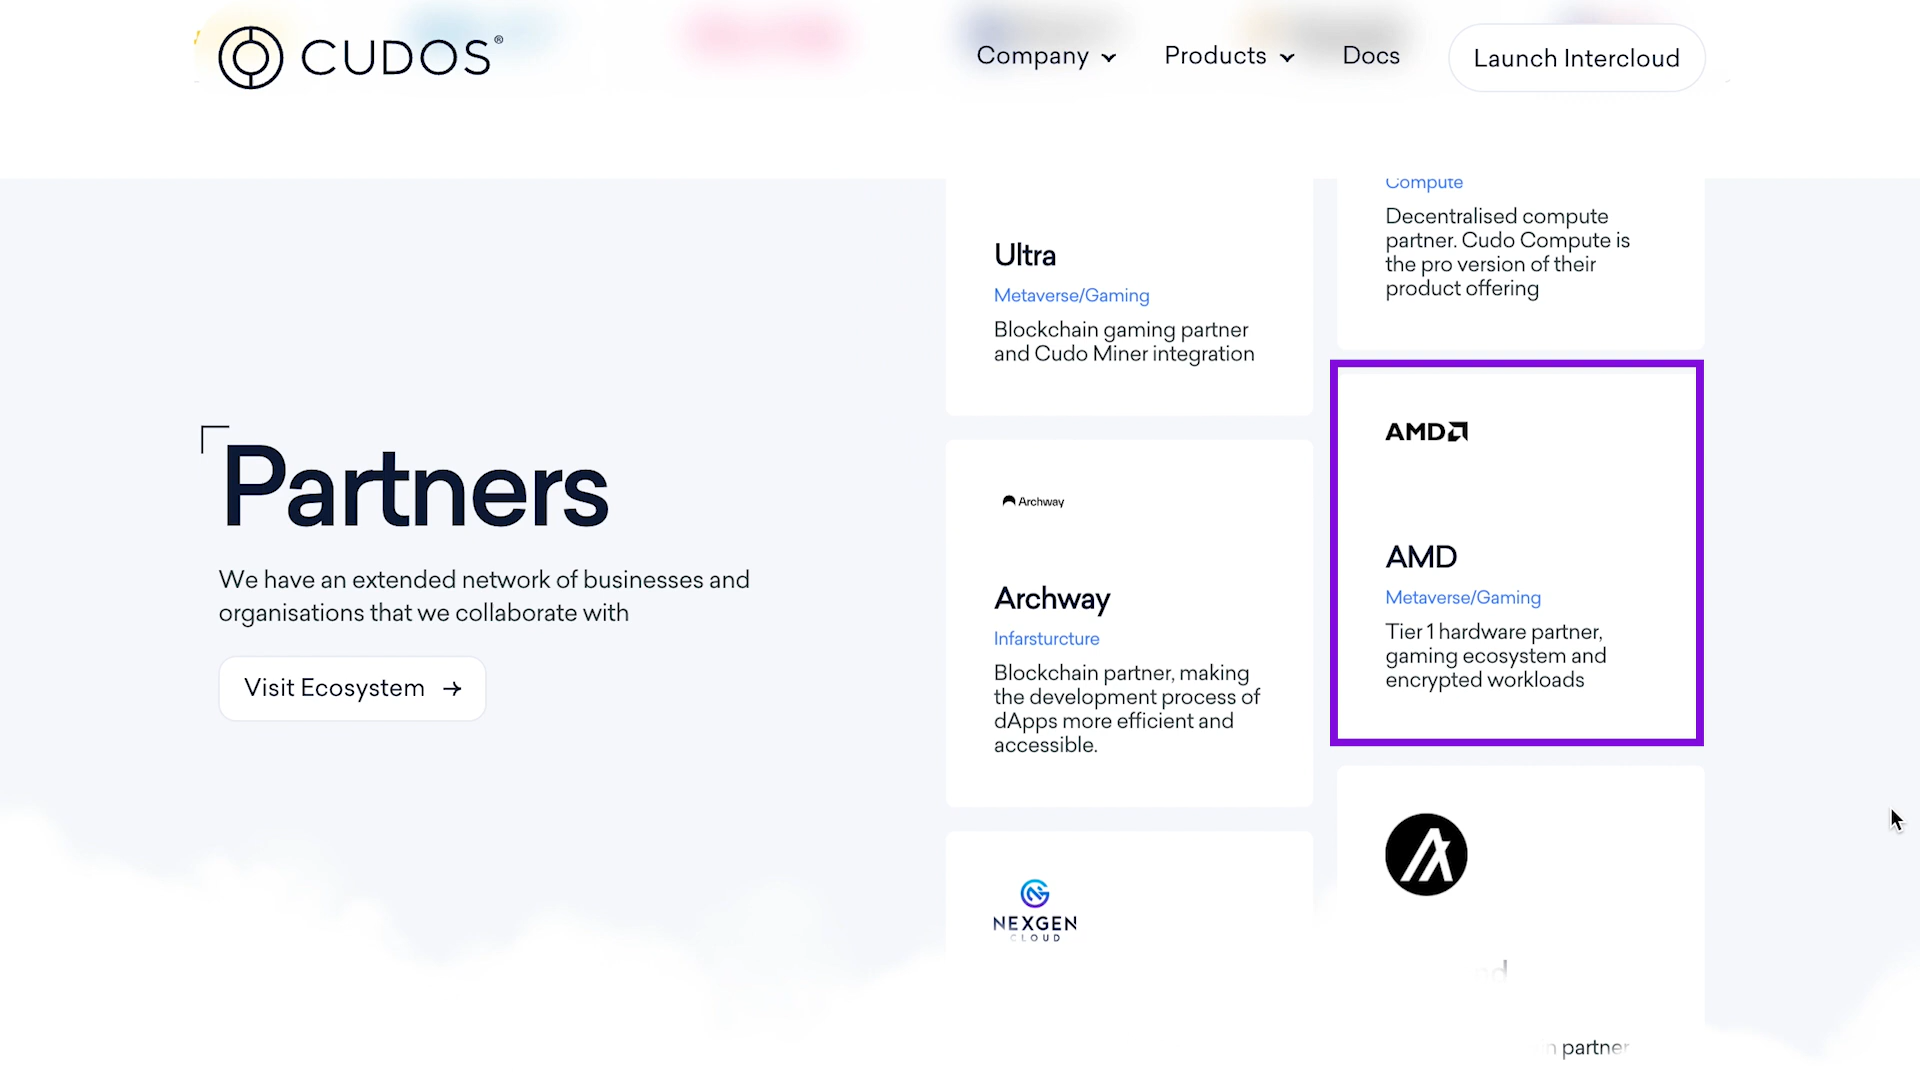 CUDOS®
Company
Products
Docs
Launch Intercloud
Partners
We have an extended network of businesses and
organisations that we collaborate with
Visit Ecosystem
Ultra
Metaverse/Gaming
Blockchain gaming partner
and Cudo Miner integration
Archway
Archway
Infarsturcture
Blockchain partner, making
the development process of
dApps more efficient and
accessible.
NEXGEN
CLOUD
Compute
Decentralised compute
partner. Cudo Compute is
the pro version of their
product offering
AMD
AMD
Metaverse/Gaming
Tier 1 hardware partner,
gaming ecosystem and
encrypted workloads
partner